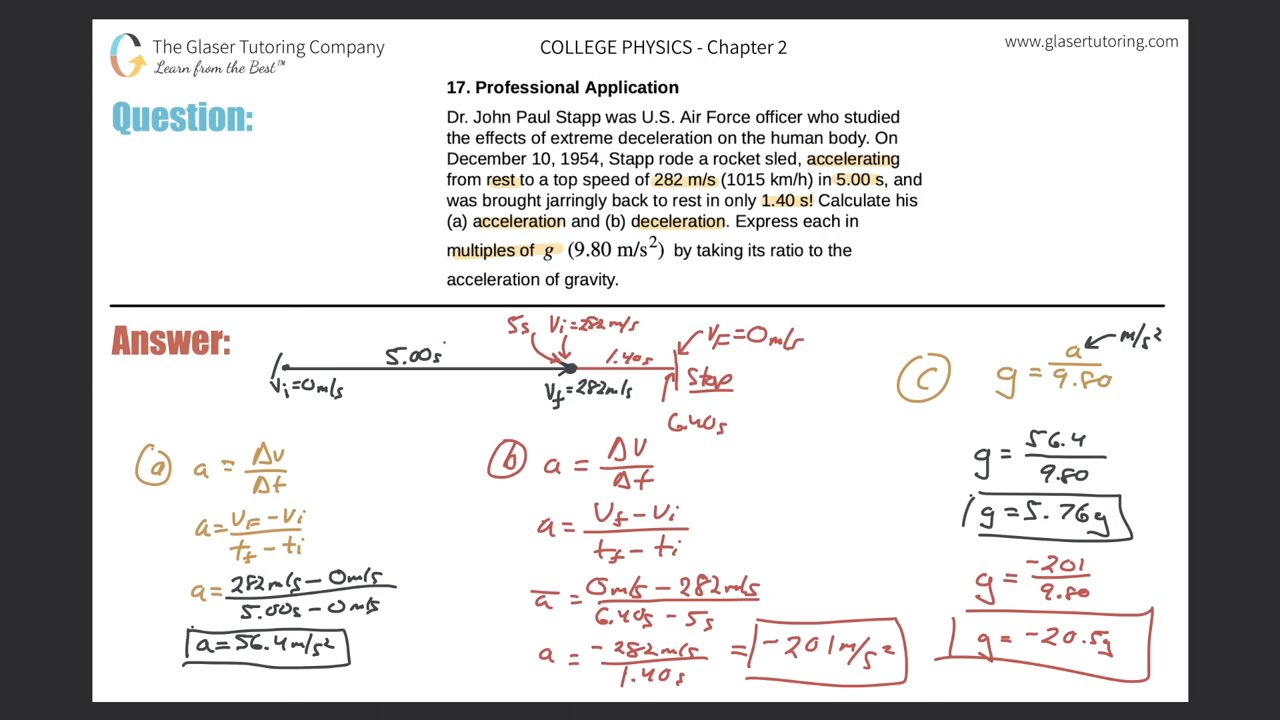 The Glaser Tutoring Company
Learn from the Best™
COLLEGE PHYSICS - Chapter 2
www.glasertutoring.com
Question:
17. Professional Application
Dr. John Paul Stapp was U.S. Air Force officer who studied
the effects of extreme deceleration on the human body. On
December 10, 1954, Stapp rode a rocket sled, accelerating
from rest to a top speed of 282 m/s (1015 km/h) in 5.00 s, and
was brought jarringly back to rest in only 1.40 s! Calculate his
(a) acceleration and (b) deceleration. Express each in
multiples of g (9.80 m/s²) by taking its ratio to the
acceleration of gravity.
Answer:
5.00s
Vi=0m/s
5s Vi=282m/s
Vf=282m/s
1.40s
VF=0m/s
Stop
6.40s
(a) a = Δv/Δt
a = (VF - Vi)/(tf - ti)
a = (282m/s - 0m/s)/(5.00s - 0m/s)
a = 56.4m/s²
(b) a = ΔV/Δt
a = (Vf - Vi)/(tf - ti)
a = (0m/s - 282m/s)/(6.40s - 5s)
a = (-282m/s)/(1.40s) = -201m/s²
(c) g = a/9.80
m/s²
g = 56.4/9.80
g = 5.76g
g = -201/9.80
g = -20.5g